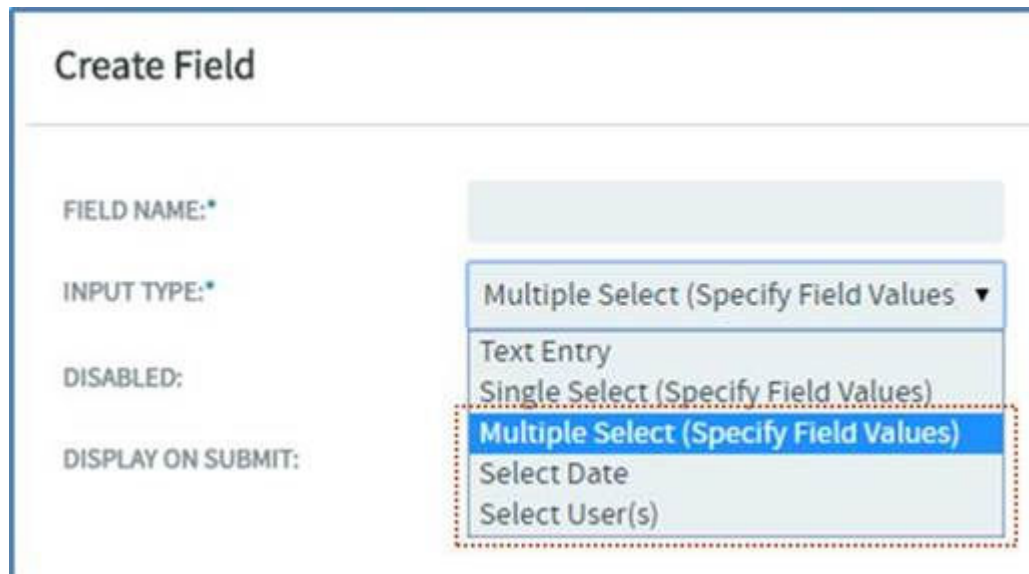 Create Field
FIELD NAME:*
INPUT TYPE:*
Multiple Select (Specify Field Values
Text Entry
Single Select (Specify Field Values)
Multiple Select (Specify Field Values)
Select Date
Select User(s)
DISABLED:
DISPLAY ON SUBMIT: